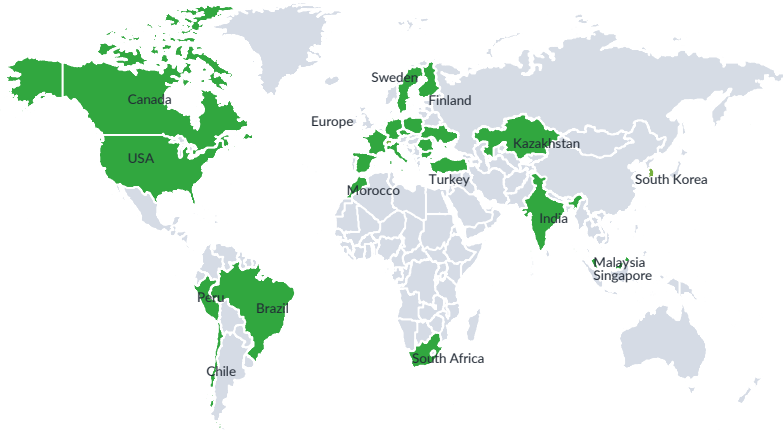 Sweden
Canada
Finland
Europe
Kazakhstan
USA
Turkey
South Korea
Morocco
India
Malaysia
Singapore
Peru
Brazil
South Africa
Chile